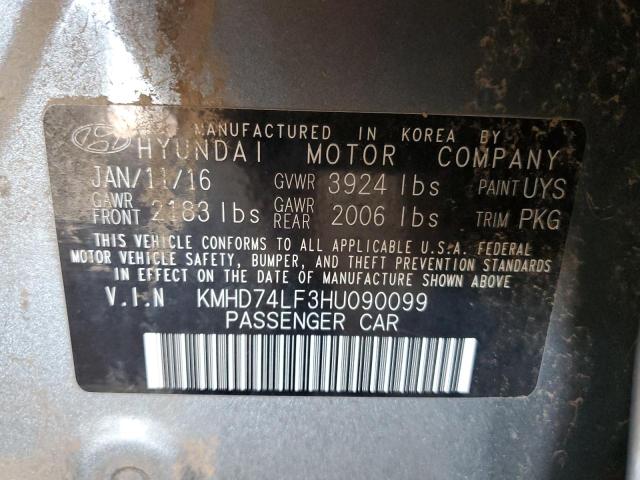 MANUFACTURED IN KOREA BY
HYUNDAI MOTOR COMPANY
JAN/11/16 GVWR 3924 lbs PAINT UYS
GAWR FRONT 2183 lbs GAWR REAR 2006 lbs TRIM PKG
THIS VEHICLE CONFORMS TO ALL APPLICABLE U.S.A. FEDERAL
MOTOR VEHICLE SAFETY, BUMPER, AND THEFT PREVENTION STANDARDS
IN EFFECT ON THE DATE OF MANUFACTURE SHOWN ABOVE
V.I.N KMHD74LF3HU090099
PASSENGER CAR